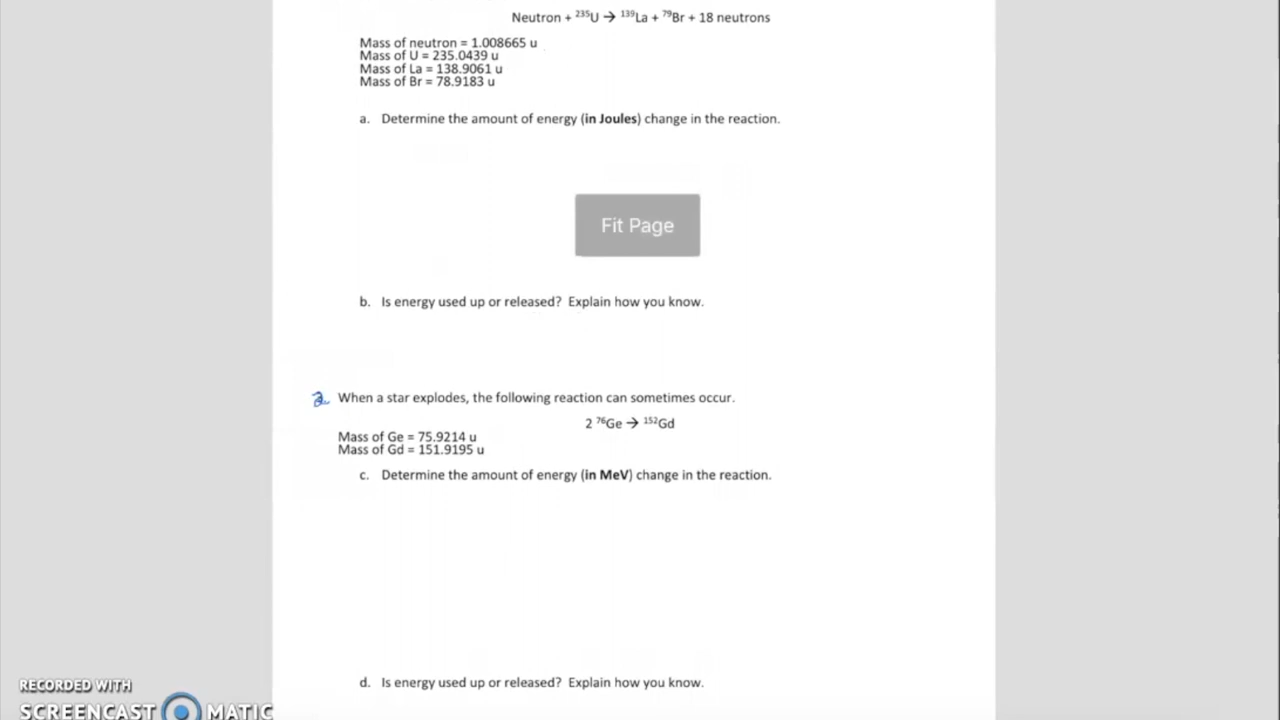 Neutron + ²³⁵U → ¹³⁹La + ⁷⁹Br + 18 neutrons
Mass of neutron = 1.008665 u
Mass of U = 235.0439 u
Mass of La = 138.9061 u
Mass of Br = 78.9183 u
a. Determine the amount of energy (in Joules) change in the reaction.
Fit Page
b. Is energy used up or released? Explain how you know.
2. When a star explodes, the following reaction can sometimes occur.
2 ⁷⁶Ge → ¹⁵²Gd
Mass of Ge = 75.9214 u
Mass of Gd = 151.9195 u
c. Determine the amount of energy (in MeV) change in the reaction.
d. Is energy used up or released? Explain how you know.
RECORDED WITH
SCREENCAST MATIC